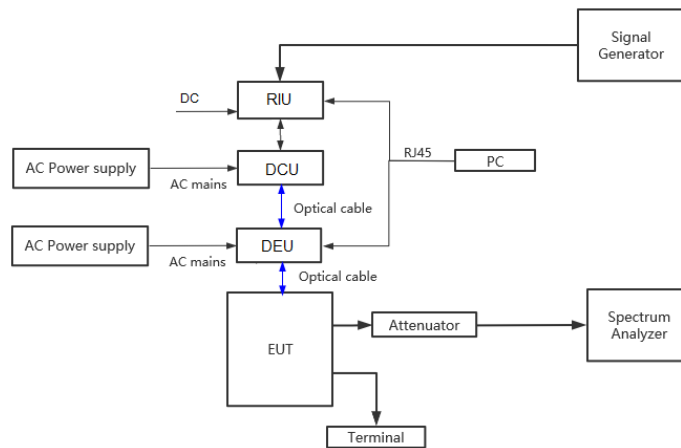 Signal
Generator
DC
RIU
RJ45
PC
AC Power supply
AC mains
DCU
Optical cable
AC Power supply
AC mains
DEU
Optical cable
EUT
Attenuator
Spectrum
Analyzer
Terminal